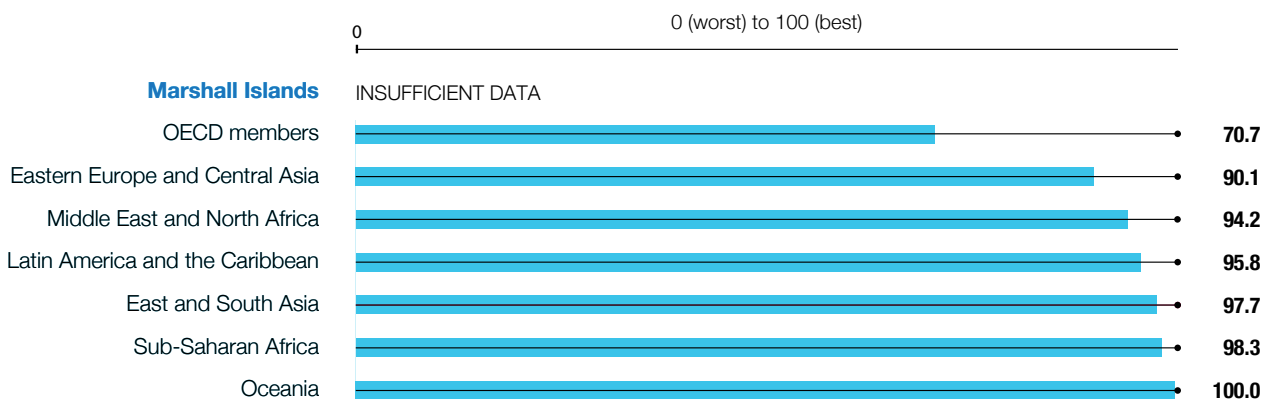 0 (worst) to 100 (best)
0
Marshall Islands INSUFFICIENT DATA
OECD members 70.7
Eastern Europe and Central Asia 90.1
Middle East and North Africa 94.2
Latin America and the Caribbean 95.8
East and South Asia 97.7
Sub-Saharan Africa 98.3
Oceania 100.0